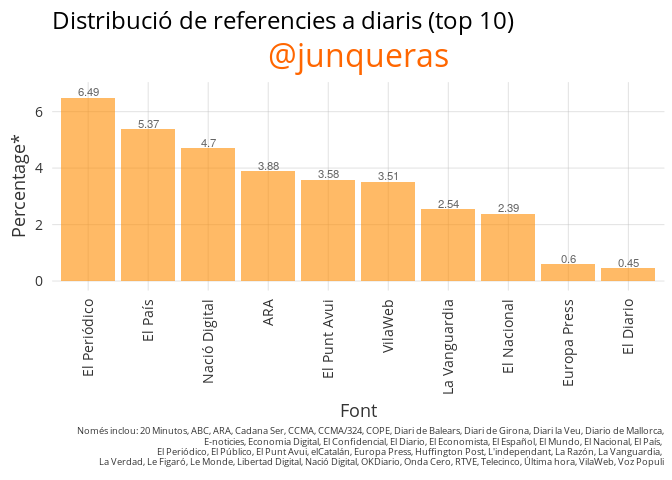 Distribució de referencies a diaris (top 10)
@junqueras
Percentage*
6
4
2
0
6.49
5.37
4.7
3.88
3.58
3.51
2.54
2.39
0.6
0.45
El Periódico
El País
Nació Digital
ARA
El Punt Avui
VilaWeb
La Vanguardia
El Nacional
Europa Press
El Diario
Font
Només inclou: 20 Minutos, ABC, ARA, Cadana Ser, CCMA, CCMA/324, COPE, Diari de Balears, Diari de Girona, Diari la Veu, Diario de Mallorca,
E-noticies, Economia Digital, El Confidencial, El Diario, El Economista, El Español, El Mundo, El Nacional, El País,
El Periódico, El Público, El Punt Avui, elCatalán, Europa Press, Huffington Post, L'independant, La Razón, La Vanguardia,
La Verdad, Le Figaró, Le Monde, Libertad Digital, Nació Digital, OKDiario, Onda Cero, RTVE, Telecinco, Última hora, VilaWeb, Voz Populi